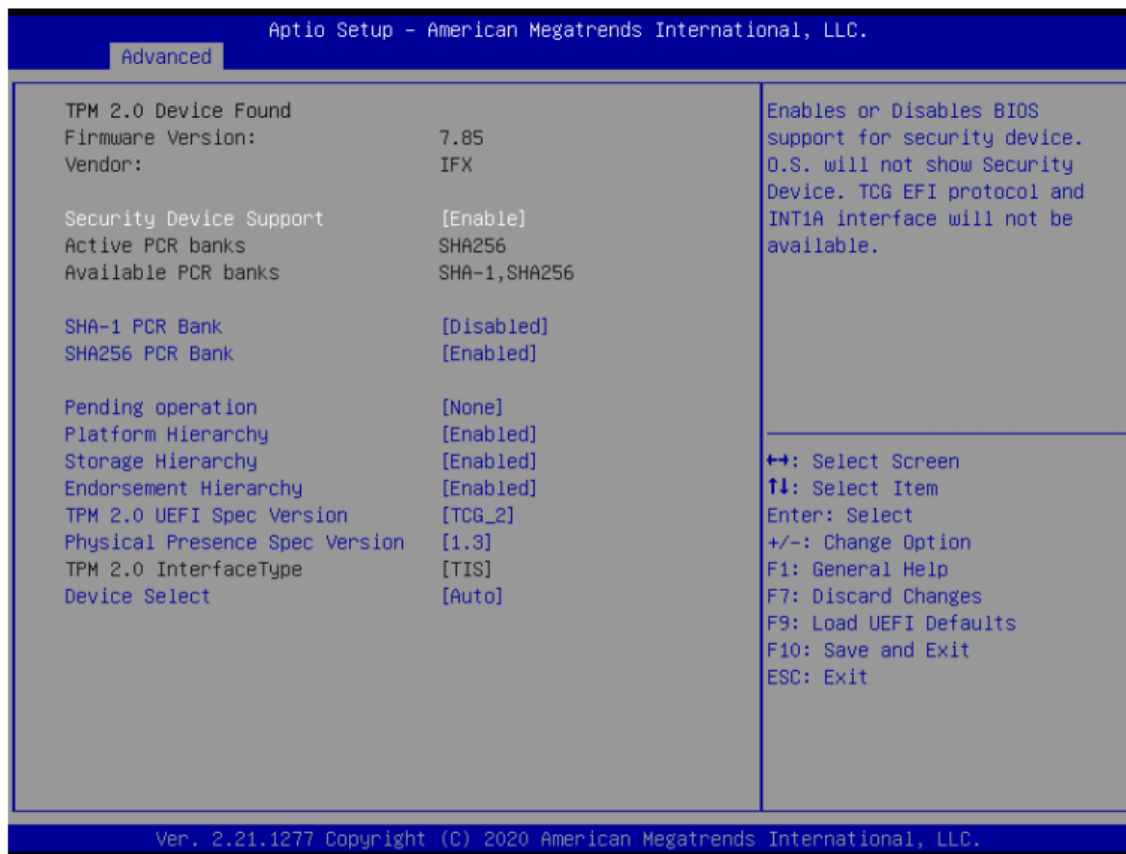 Aptio Setup – American Megatrends International, LLC.
Advanced
TPM 2.0 Device Found
Firmware Version: 7.85
Vendor: IFX
Security Device Support [Enable]
Active PCR banks SHA256
Available PCR banks SHA-1,SHA256
SHA-1 PCR Bank [Disabled]
SHA256 PCR Bank [Enabled]
Pending operation [None]
Platform Hierarchy [Enabled]
Storage Hierarchy [Enabled]
Endorsement Hierarchy [Enabled]
TPM 2.0 UEFI Spec Version [TCG_2]
Physical Presence Spec Version [1.3]
TPM 2.0 InterfaceType [TIS]
Device Select [Auto]
Enables or Disables BIOS
support for security device.
O.S. will not show Security
Device. TCG EFI protocol and
INT1A interface will not be
available.
↔: Select Screen
↑↓: Select Item
Enter: Select
+/-: Change Option
F1: General Help
F7: Discard Changes
F9: Load UEFI Defaults
F10: Save and Exit
ESC: Exit
Ver. 2.21.1277 Copyright (C) 2020 American Megatrends International, LLC.